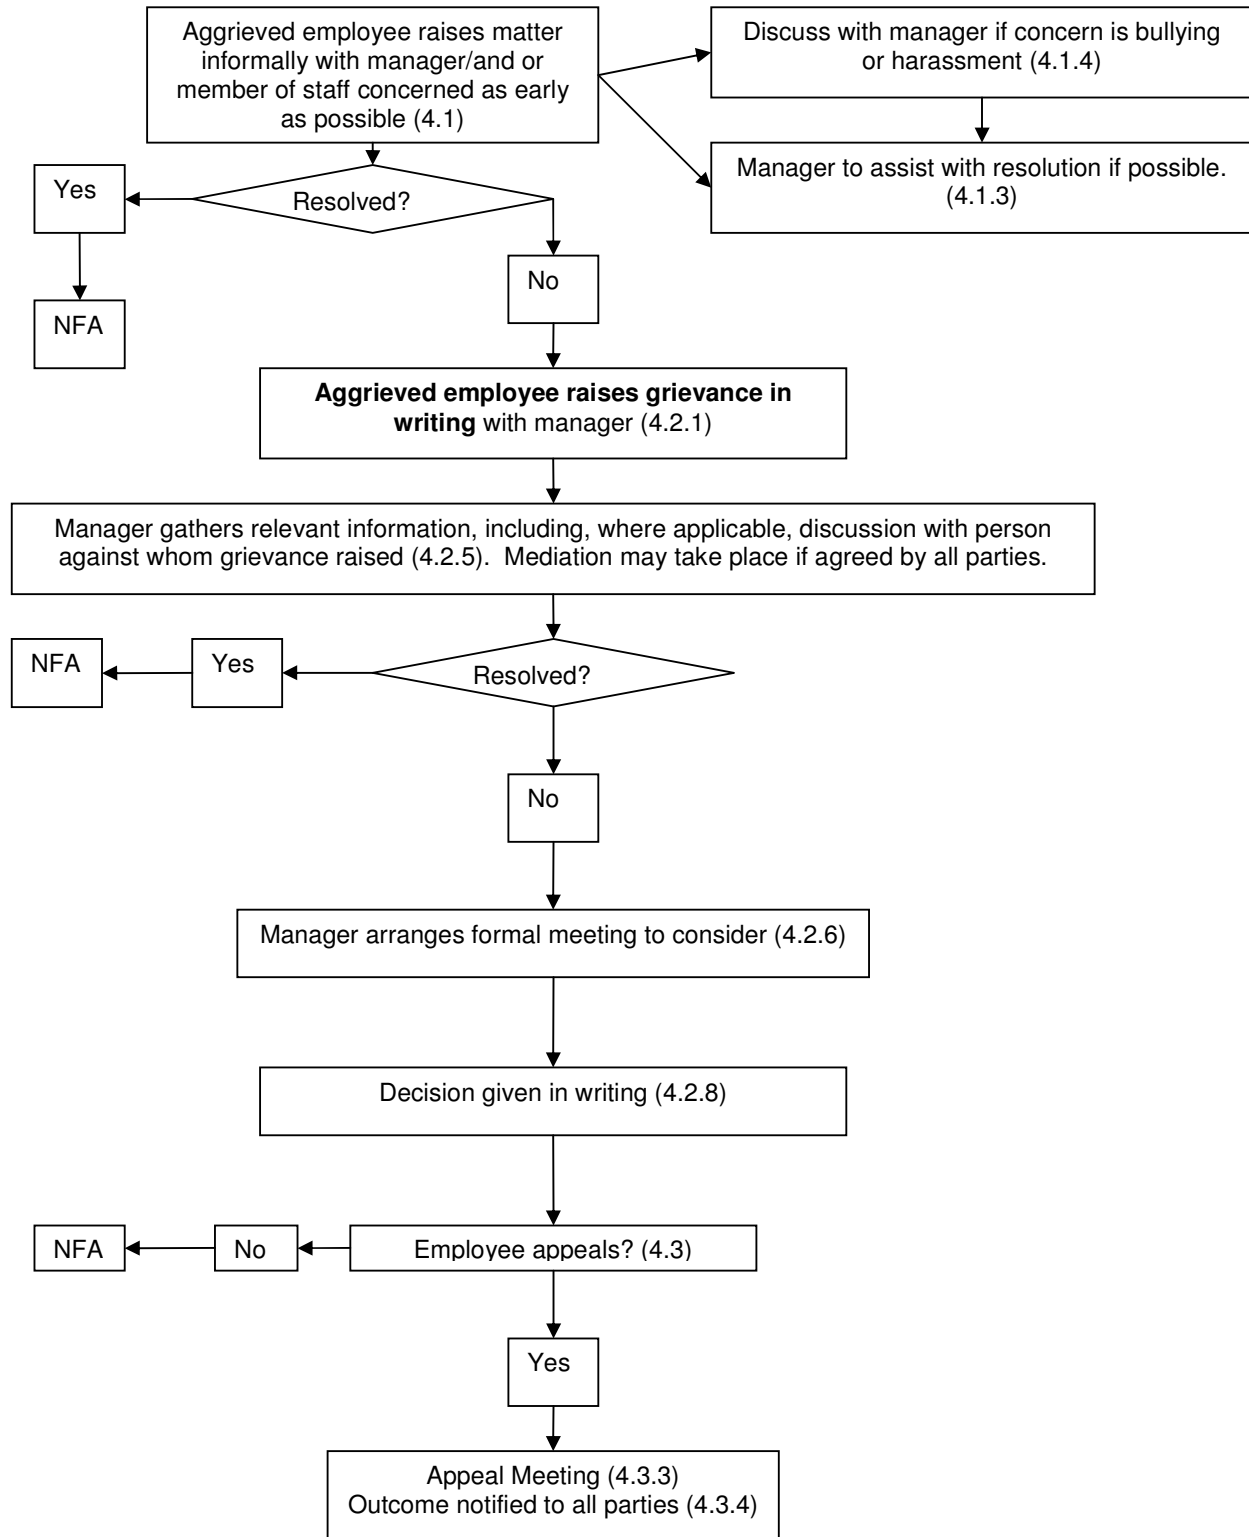 Aggrieved employee raises matter
informally with manager/and or
member of staff concerned as early
as possible (4.1)
Discuss with manager if concern is bullying
or harassment (4.1.4)
Manager to assist with resolution if possible.
(4.1.3)
Yes
Resolved?
No
NFA
Aggrieved employee raises grievance in
writing with manager (4.2.1)
Manager gathers relevant information, including, where applicable, discussion with person
against whom grievance raised (4.2.5).  Mediation may take place if agreed by all parties.
NFA
Yes
Resolved?
No
Manager arranges formal meeting to consider (4.2.6)
Decision given in writing (4.2.8)
NFA
No
Employee appeals? (4.3)
Yes
Appeal Meeting (4.3.3)
Outcome notified to all parties (4.3.4)